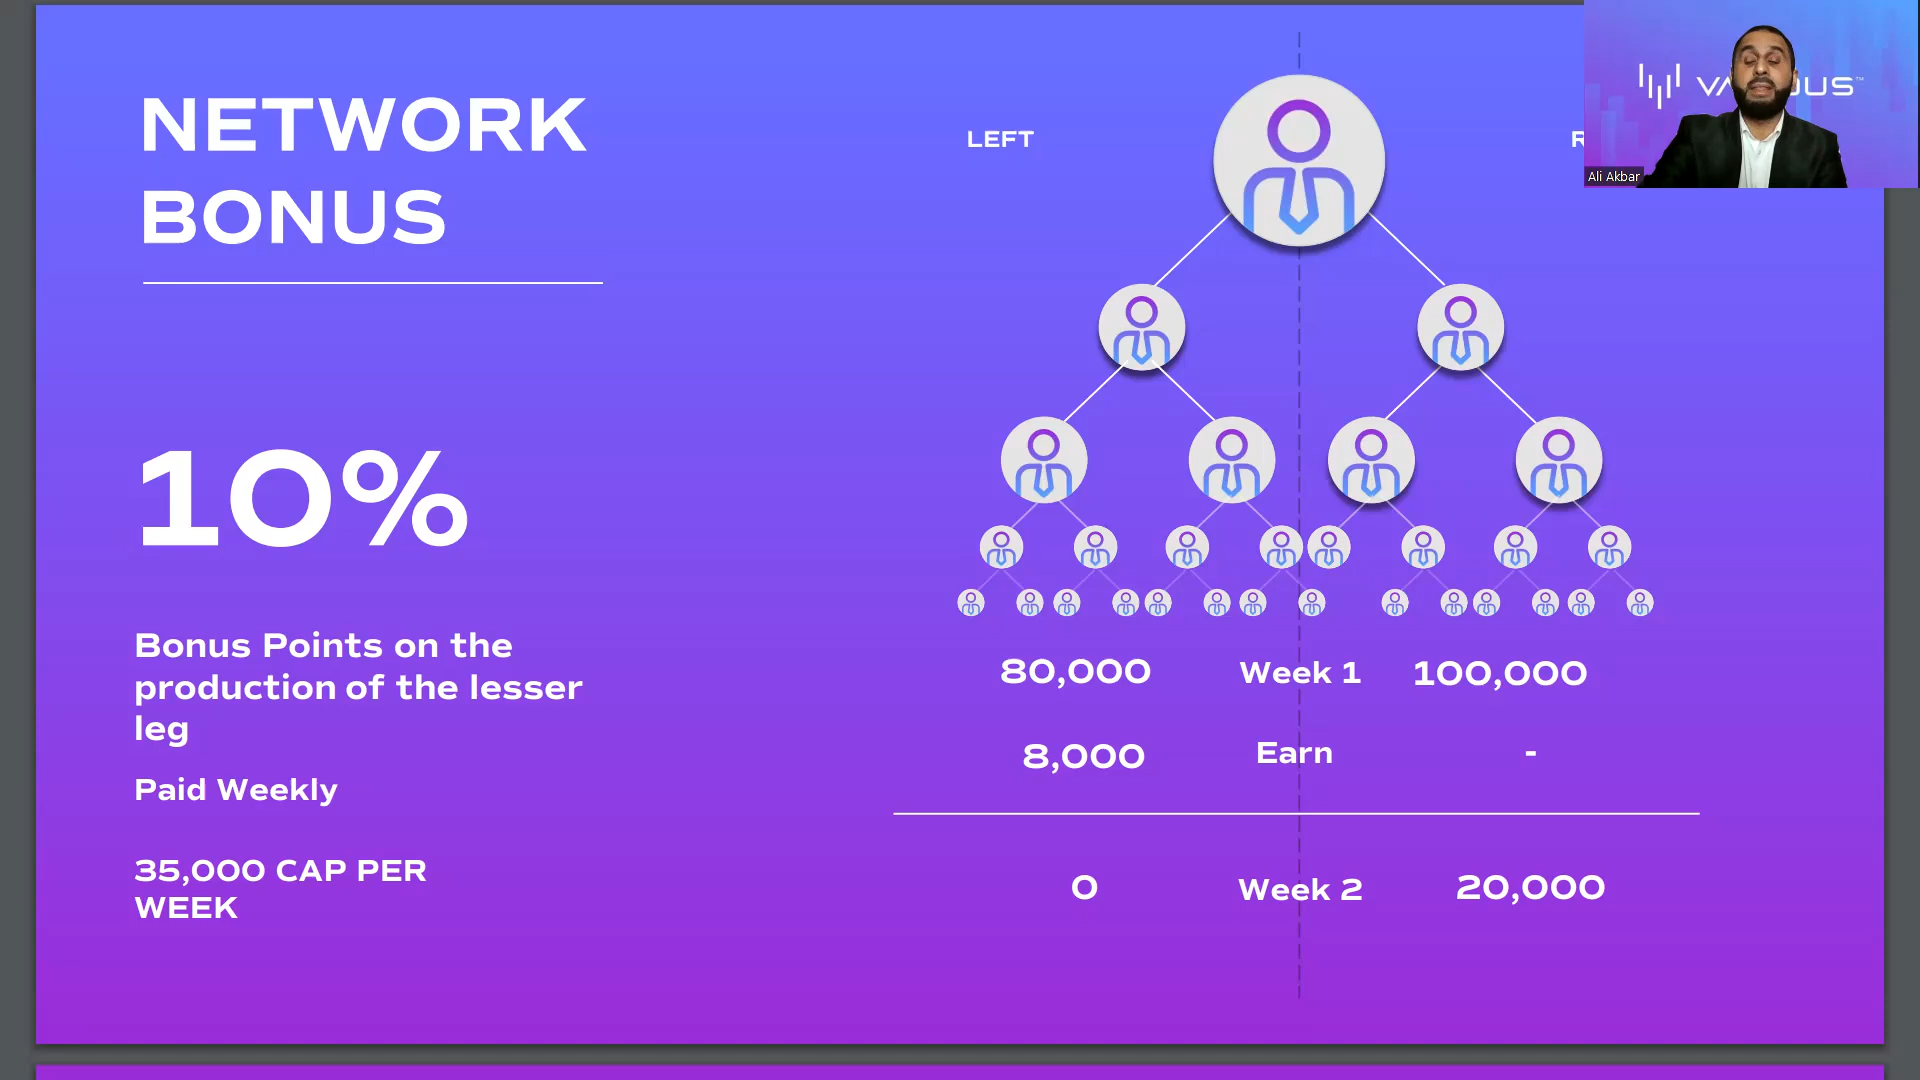 NETWORK
BONUS
10%
Bonus Points on the
production of the lesser
leg
Paid Weekly
35,000 CAP PER
WEEK
LEFT
Ali Akbar
80,000 Week 1 100,000
8,000 Earn -
0 Week 2 20,000